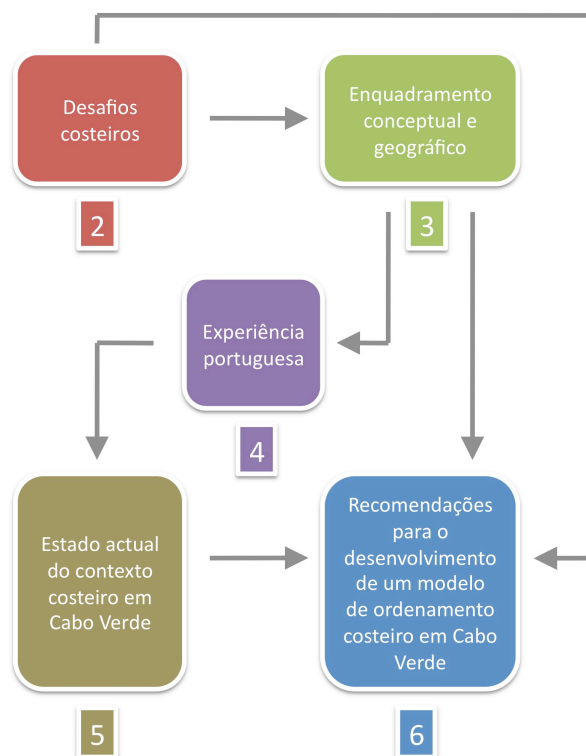 Desafios
costeiros
2
Enquadramento
conceptual e
geográfico
3
Experiência
portuguesa
4
Estado actual
do contexto
costeiro em
Cabo Verde
5
Recomendações
para o
desenvolvimento
de um modelo
de ordenamento
costeiro em Cabo
Verde
6